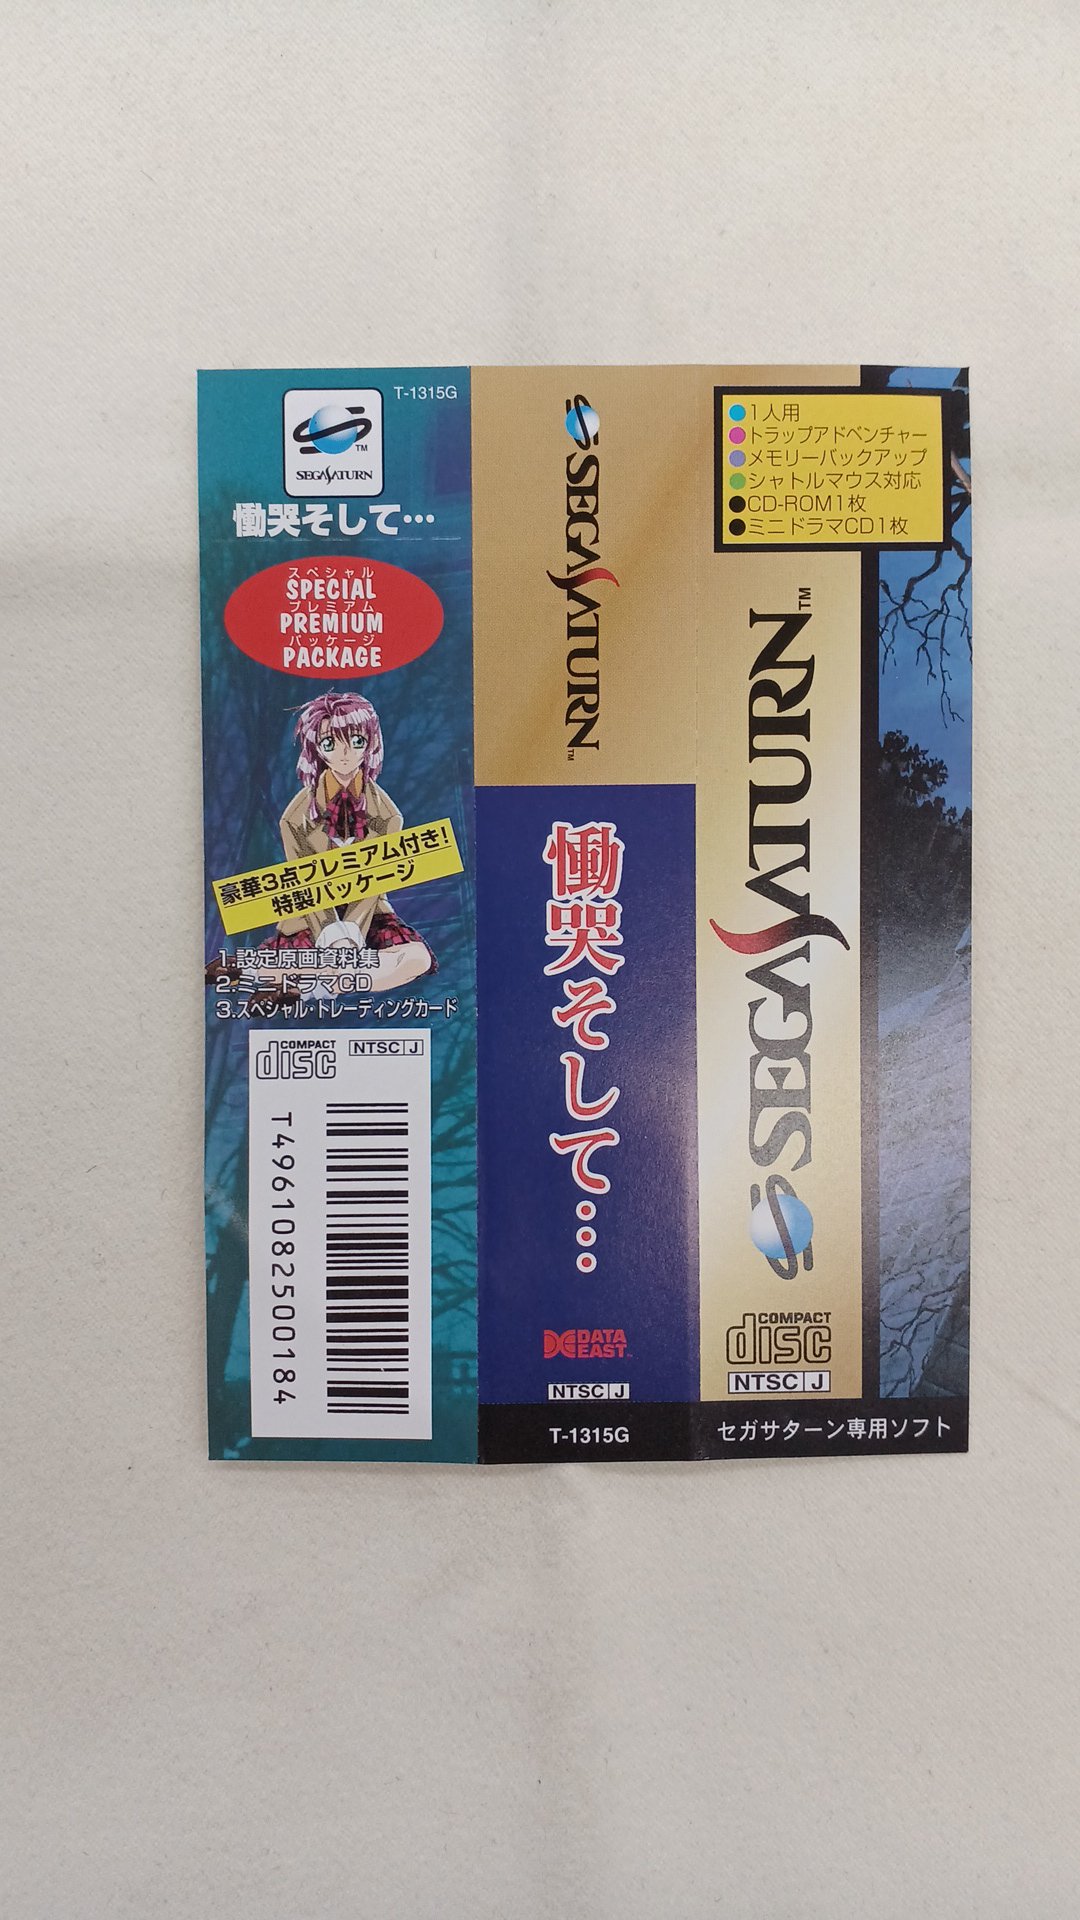 T-1315G
TM
SEGA SATURN
慟哭そして…
スペシャル
SPECIAL
プレミアム
PREMIUM
パッケージ
PACKAGE
豪華3点プレミアム付き!
特製パッケージ
1.設定原画資料集
2.ミニドラマCD
3.スペシャル・トレーディングカード
COMPACT
disc
NTSC J
T4961082500184
SEGA SATURN TM
慟哭そして…
DATA
EAST
NTSC J
T-1315G
●1人用
●トラップアドベンチャー
●メモリーバックアップ
●シャトルマウス対応
●CD-ROM1枚
●ミニドラマCD1枚
SEGA SATURN TM
COMPACT
disc
NTSC J
セガサターン専用ソフト